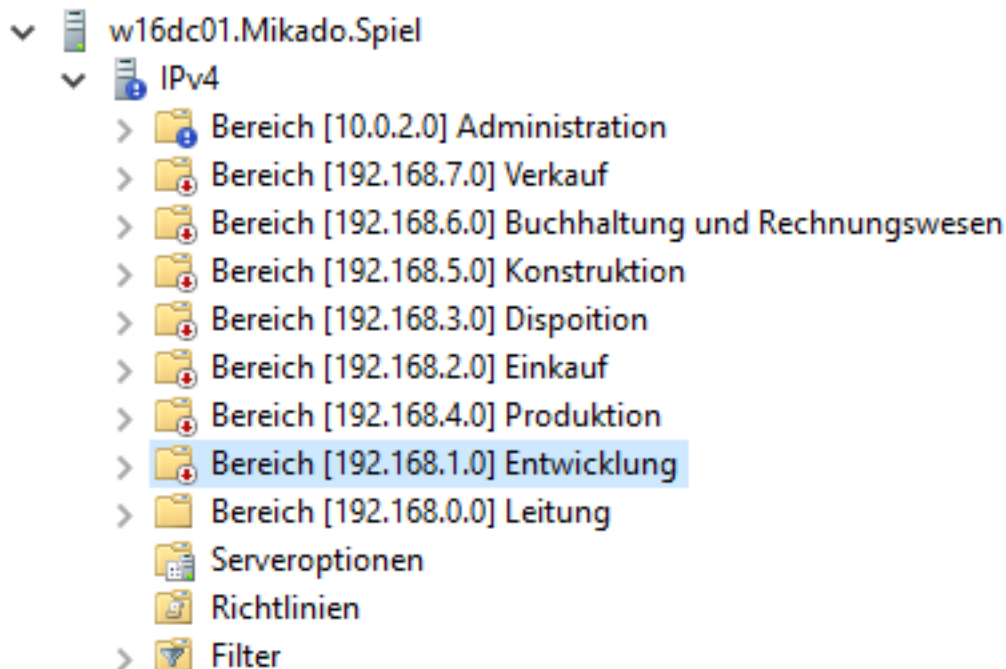 w16dc01.Mikado.Spiel
IPv4
Bereich [10.0.2.0] Administration
Bereich [192.168.7.0] Verkauf
Bereich [192.168.6.0] Buchhaltung und Rechnungswesen
Bereich [192.168.5.0] Konstruktion
Bereich [192.168.3.0] Dispoition
Bereich [192.168.2.0] Einkauf
Bereich [192.168.4.0] Produktion
Bereich [192.168.1.0] Entwicklung
Bereich [192.168.0.0] Leitung
Serveroptionen
Richtlinien
Filter